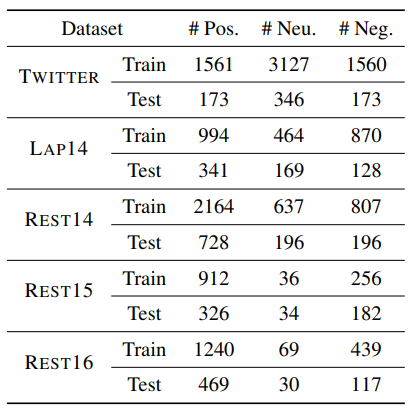 Dataset # Pos. # Neu. # Neg.
TWITTER Train 1561 3127 1560
Test 173 346 173
LAP14 Train 994 464 870
Test 341 169 128
REST14 Train 2164 637 807
Test 728 196 196
REST15 Train 912 36 256
Test 326 34 182
REST16 Train 1240 69 439
Test 469 30 117